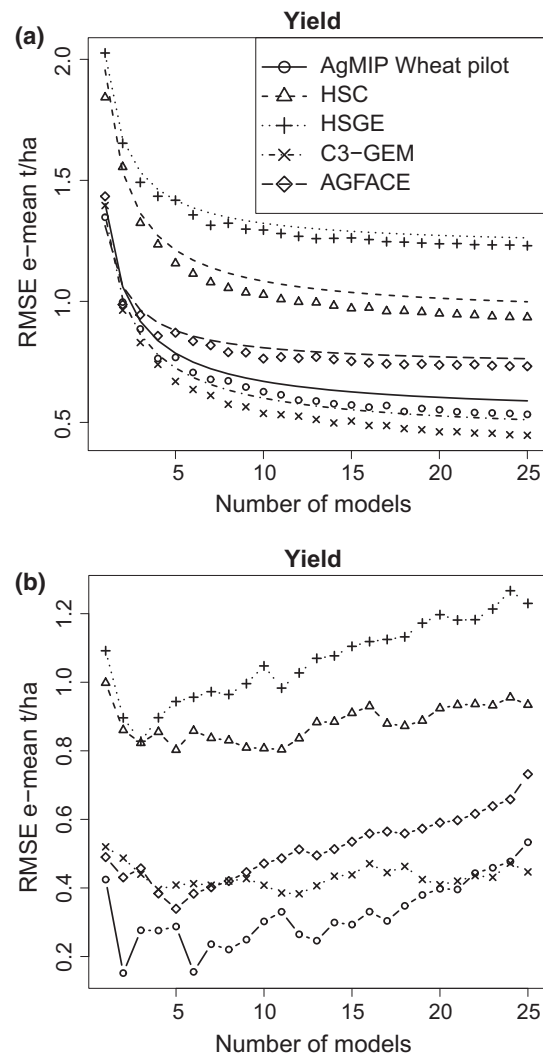 (a)
Yield
AgMIP Wheat pilot
HSC
HSGE
C3-GEM
AGFACE
RMSE e-mean t/ha
2.0
1.5
1.0
0.5
5
10
15
20
25
Number of models
(b)
Yield
RMSE e-mean t/ha
1.2
1.0
0.8
0.6
0.4
0.2
5
10
15
20
25
Number of models